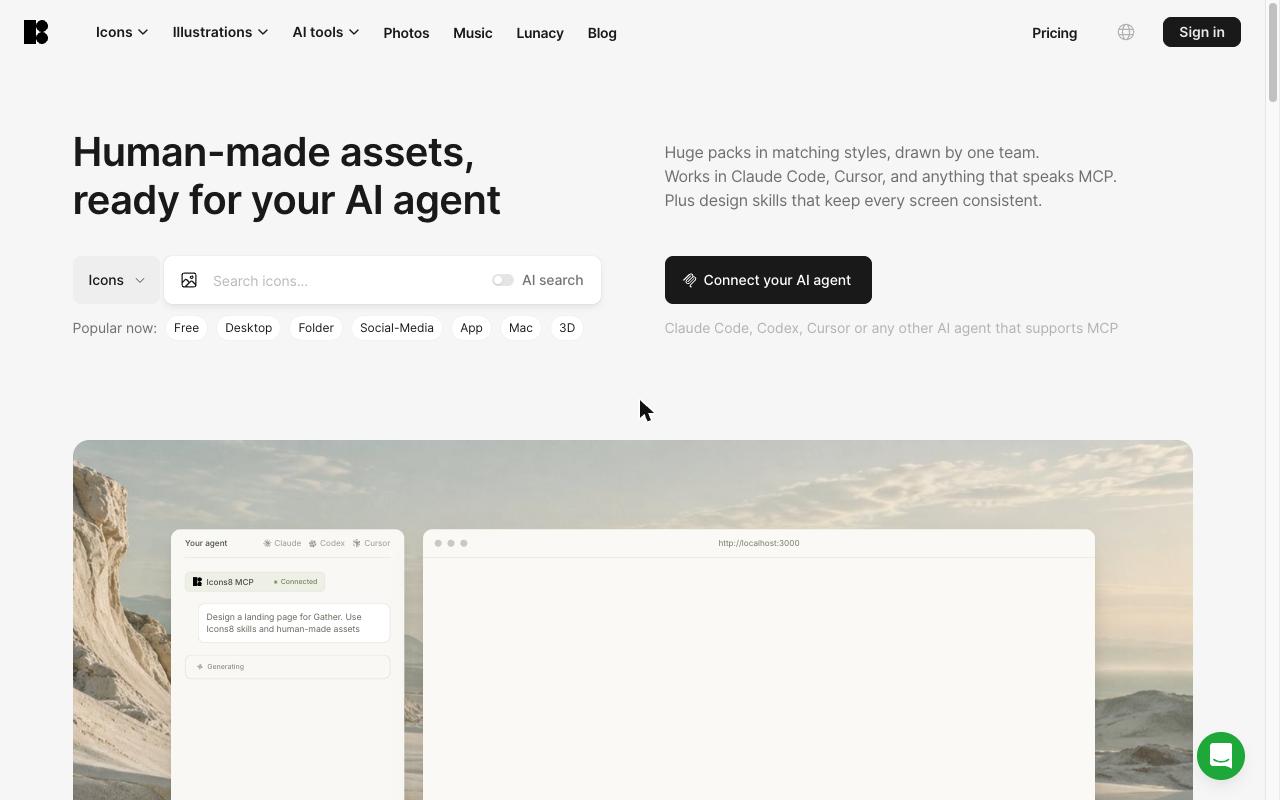 Icons
Illustrations
AI tools
Photos
Music
Lunacy
Blog
Pricing
Sign in
Human-made assets,
ready for your AI agent
Huge packs in matching styles, drawn by one team.
Works in Claude Code, Cursor, and anything that speaks MCP.
Plus design skills that keep every screen consistent.
Icons
Search icons...
AI search
Connect your AI agent
Popular now:
Free
Desktop
Folder
Social-Media
App
Mac
3D
Claude Code, Codex, Cursor or any other AI agent that supports MCP
Your agent
Claude
Codex
Cursor
http://localhost:3000
Icons8 MCP
Connected
Design a landing page for Gather. Use
Icons8 skills and human-made assets
Generating